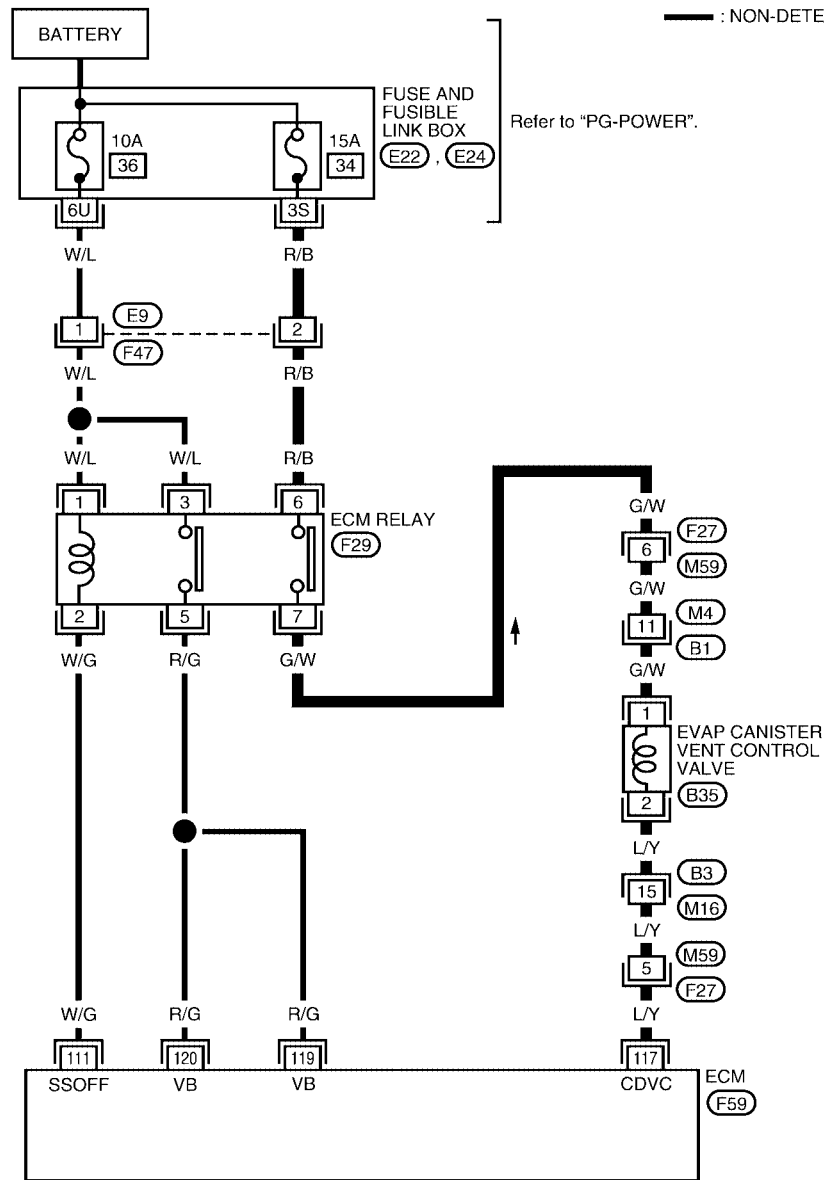 : NON-DETE
BATTERY
FUSE AND
FUSIBLE
LINK BOX
E22 , E24
Refer to “PG-POWER”.
10A
36
15A
34
6U
3S
W/L
R/B
1
E9
2
F47
W/L
R/B
W/L
W/L
R/B
1
3
6
ECM RELAY
F29
2
5
7
W/G
R/G
G/W
G/W
6
F27
M59
G/W
11
M4
B1
G/W
1
EVAP CANISTER
VENT CONTROL
VALVE
B35
2
L/Y
15
B3
M16
L/Y
5
M59
F27
W/G
R/G
R/G
L/Y
111
120
119
117
SSOFF
VB
VB
CDVC
ECM
F59